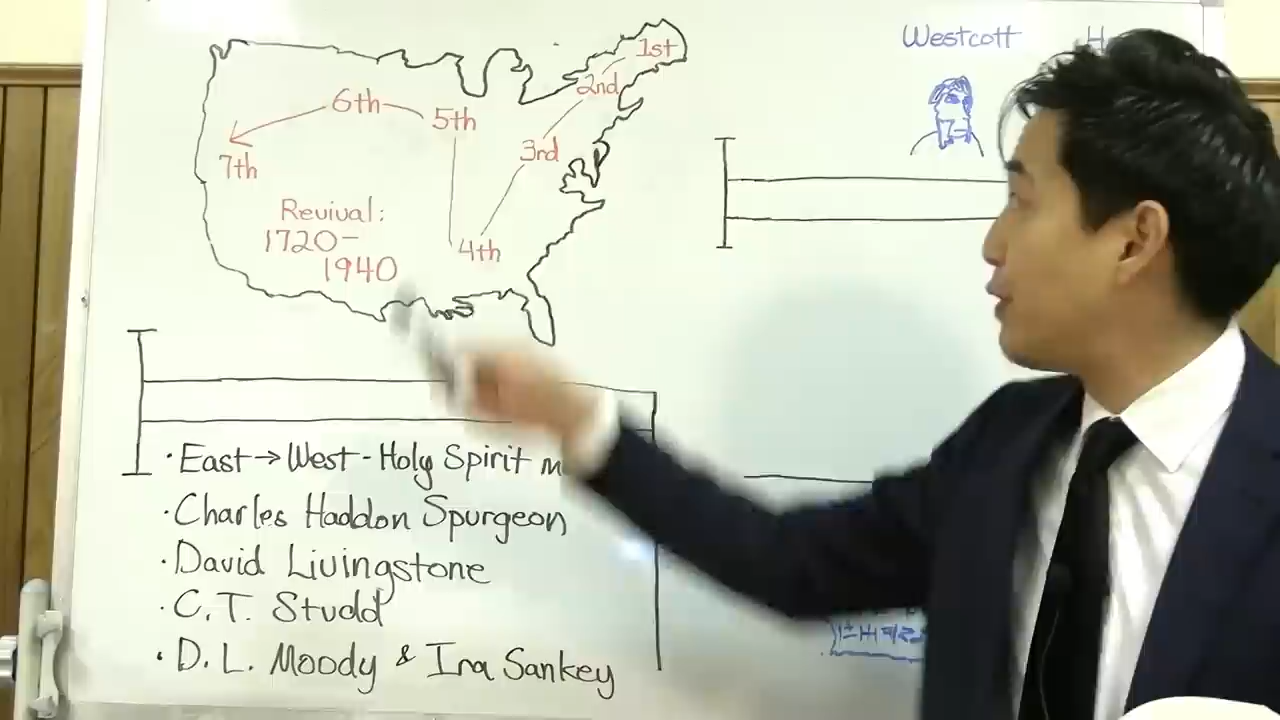 1st
2nd
3rd
4th
5th
6th
7th
Revival:
1720-
1940
Westcott
· East→West-Holy Spirit
· Charles Haddon Spurgeon
· David Livingstone
· C.T. Studd
· D.L. Moody & Ira Sankey